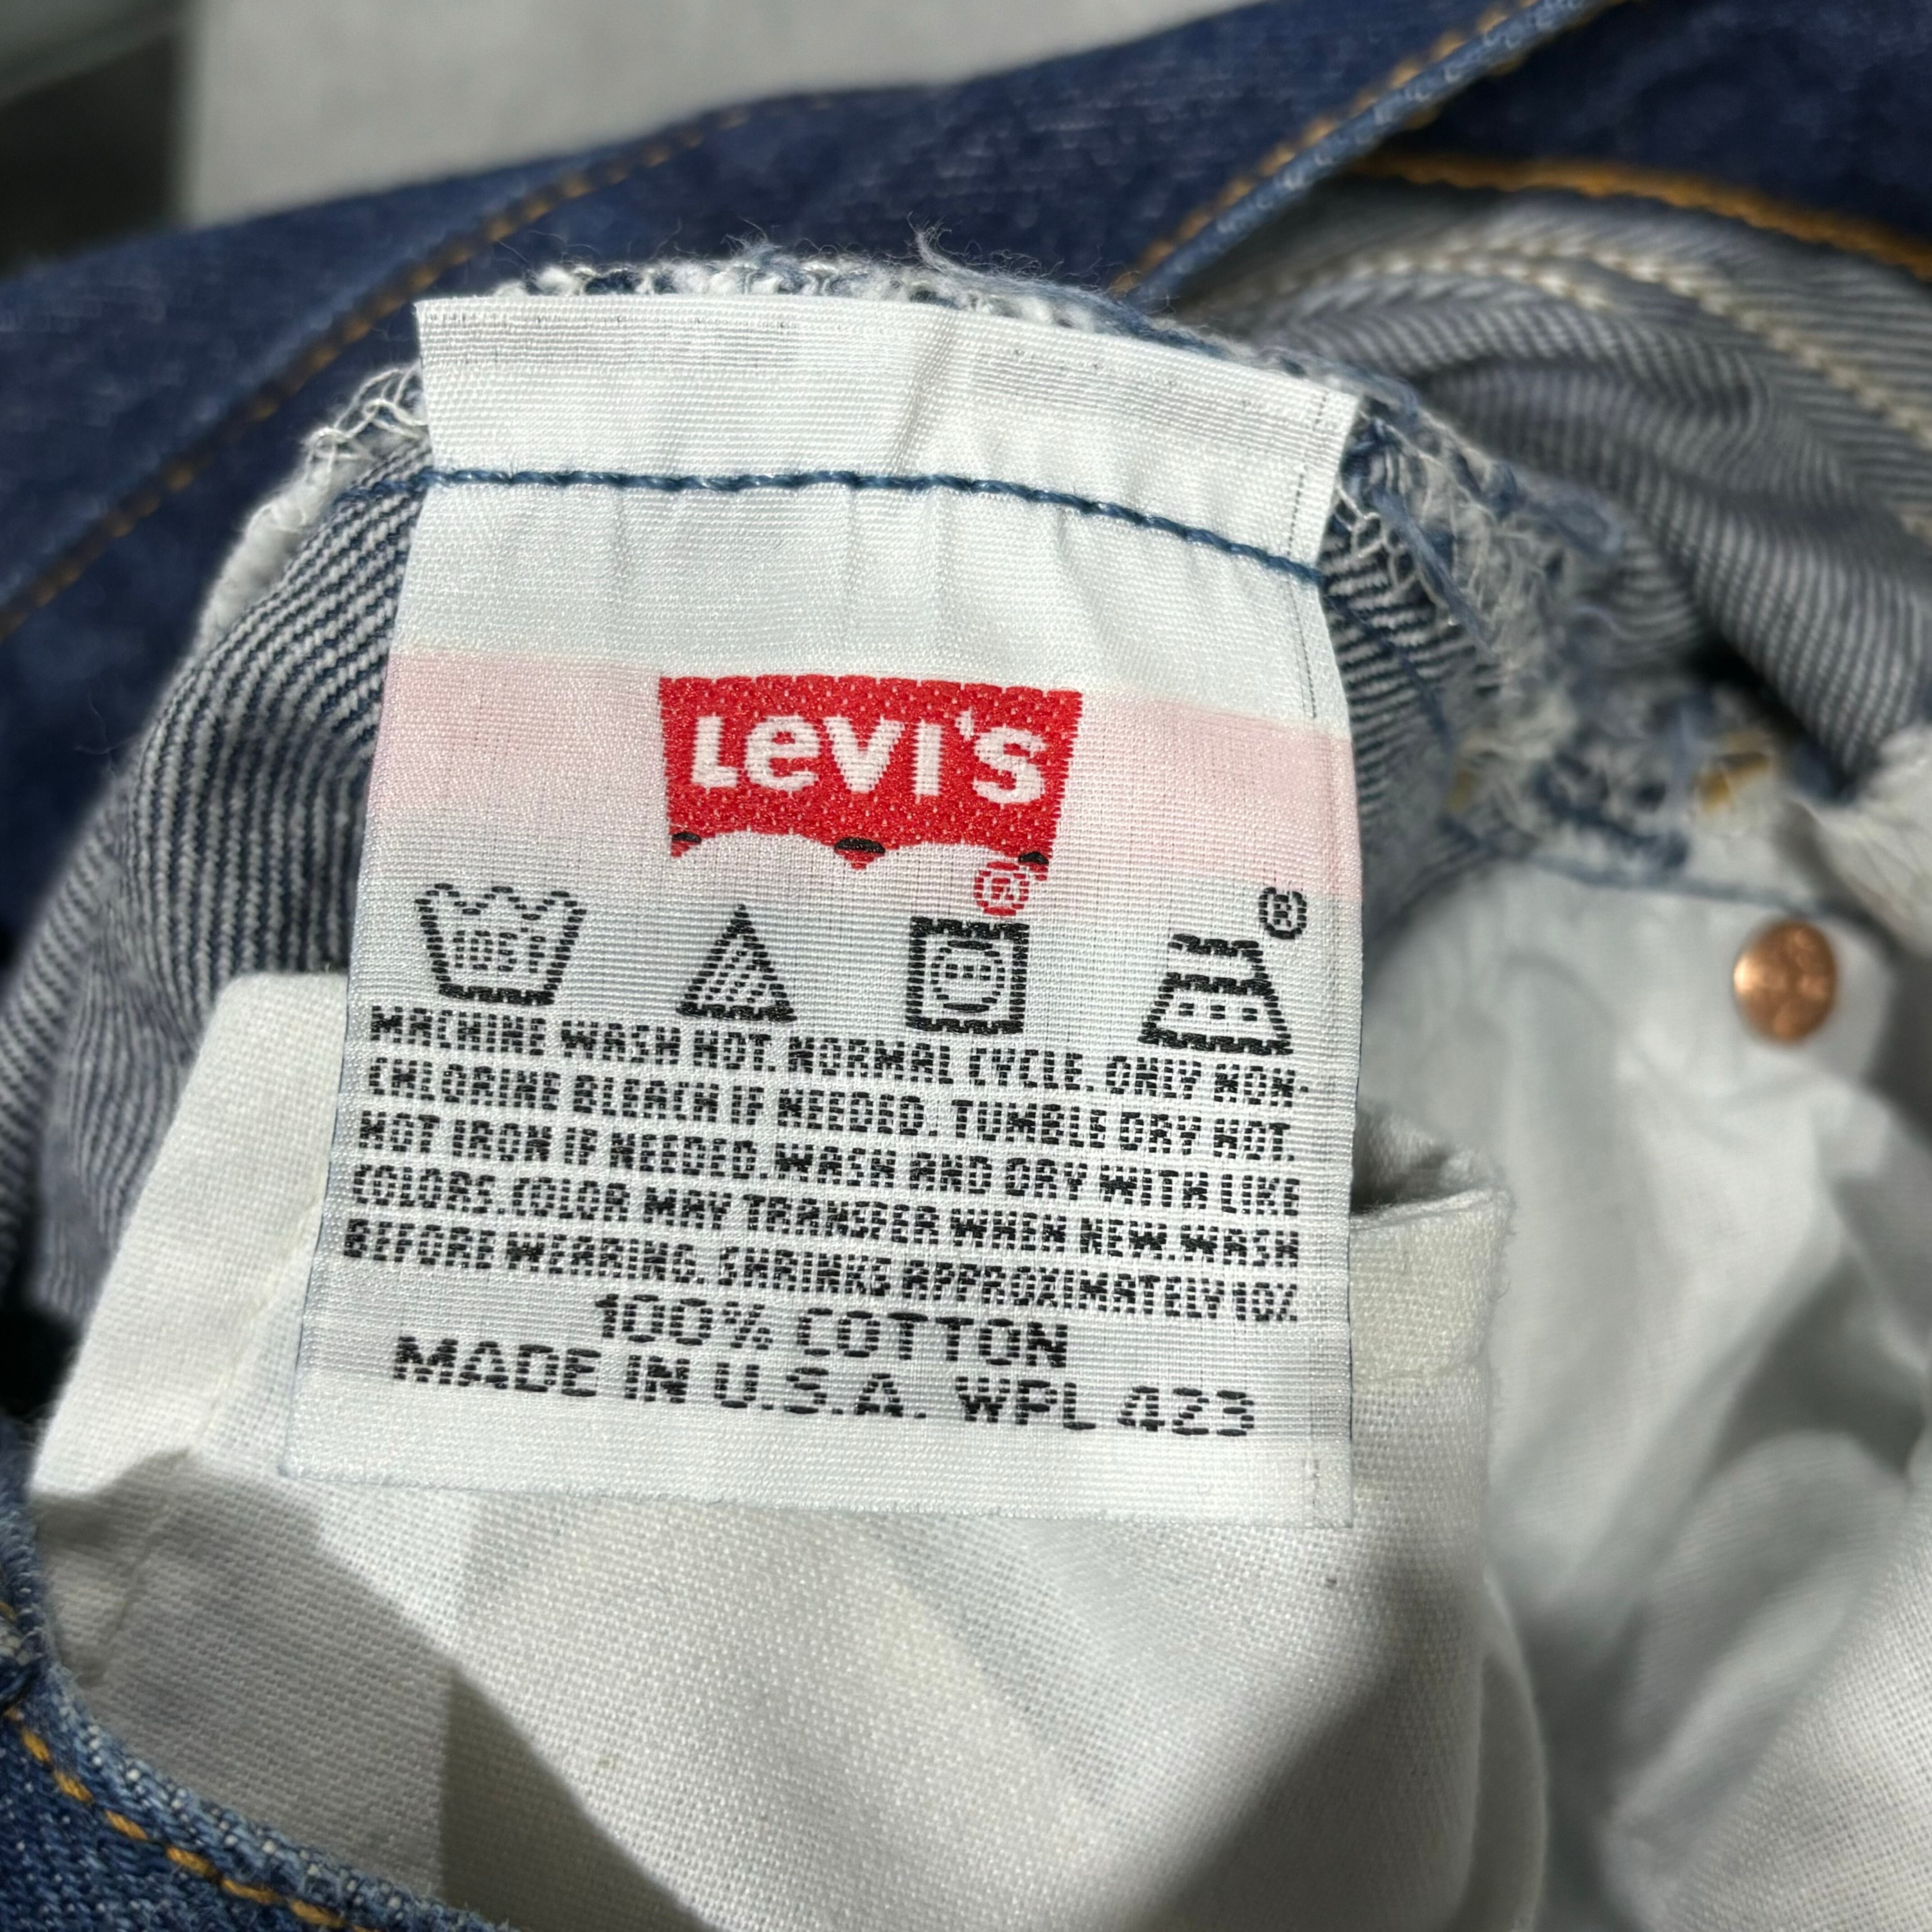 LEVI'S
®
®
105F
MACHINE WASH HOT. NORMAL CYCLE. ONLY NON-
CHLORINE BLEACH IF NEEDED. TUMBLE DRY HOT.
HOT IRON IF NEEDED. WASH AND DRY WITH LIKE
COLORS. COLOR MAY TRANSFER WHEN NEW. WASH
BEFORE WEARING. SHRINKS APPROXIMATELY 10%.
100% COTTON
MADE IN U.S.A. WPL 423